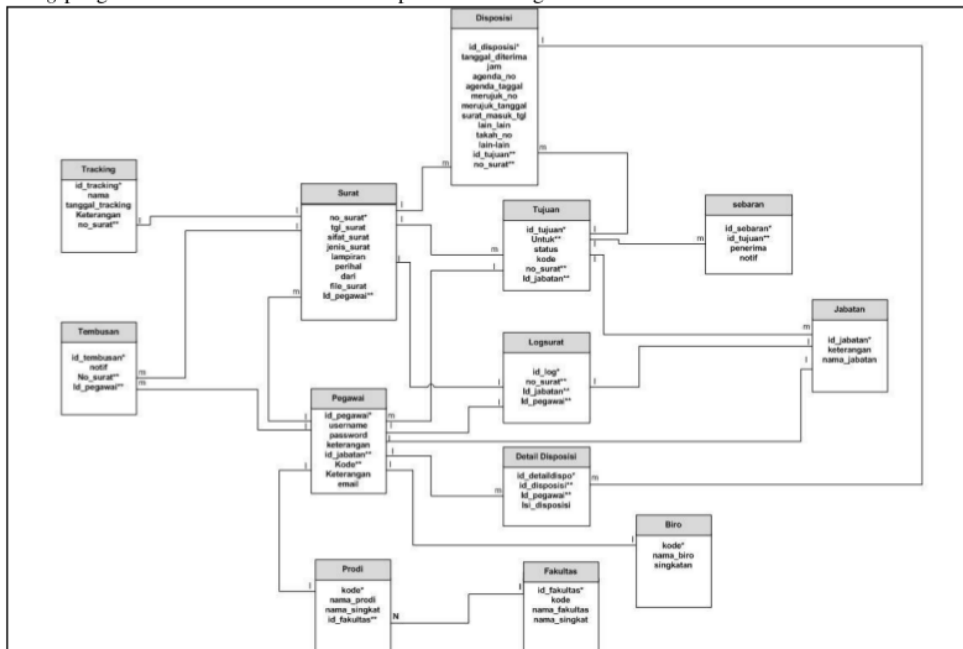 Disposisi
id_disposisi*
tanggal_diterima
jam
agenda_no
agenda_taggal
merujuk_no
merujuk_tanggal
surat_masuk_tgl
lain_lain
takah_no
lain-lain
id_tujuan**
no_surat**
Tracking
id_tracking*
nama
tanggal_tracking
Keterangan
no_surat**
Surat
no_surat*
tgl_surat
sifat_surat
jenis_surat
lampiran
perihal
dari
file_surat
Id_pegawai**
Tujuan
id_tujuan*
Untuk**
status
kode
no_surat**
Id_jabatan**
sebaran
id_sebaran*
id_tujuan**
penerima
notif
Jabatan
id_jabatan*
keterangan
nama_jabatan
Tembusan
id_tembusan*
notif
No_surat**
Id_pegawai**
Logsurat
id_log*
no_surat**
Id_jabatan**
Id_pegawai**
Pegawai
id_pegawai*
username
password
keterangan
id_jabatan**
Kode**
Keterangan
email
Detail Disposisi
id_detaildispo*
id_disposisi**
Id_pegawai**
Isi_disposisi
Biro
kode*
nama_biro
singkatan
Prodi
kode*
nama_prodi
nama_singkat
id_fakultas**
N
Fakultas
id_fakultas*
kode
nama_fakultas
nama_singkat